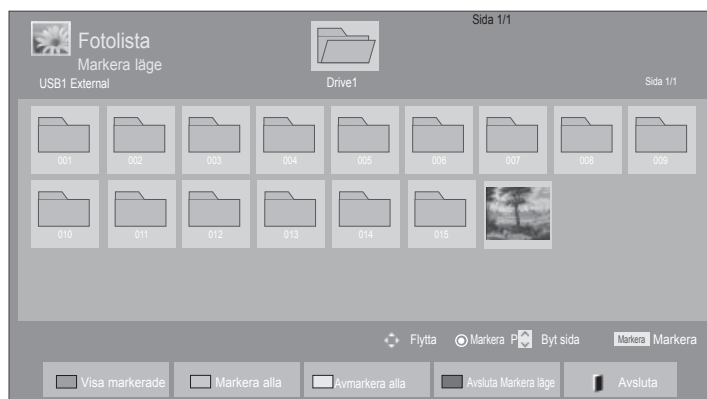 Sida 1/1
Fotolista
Markera läge
USB1 External
Drive1
Sida 1/1
001 002 003 004 005 006 007 008 009
010 011 012 013 014 015
Flytta Markera P Byt sida Markera Markera
Visa markerade Markera alla Avmarkera alla Avsluta Markera läge Avsluta